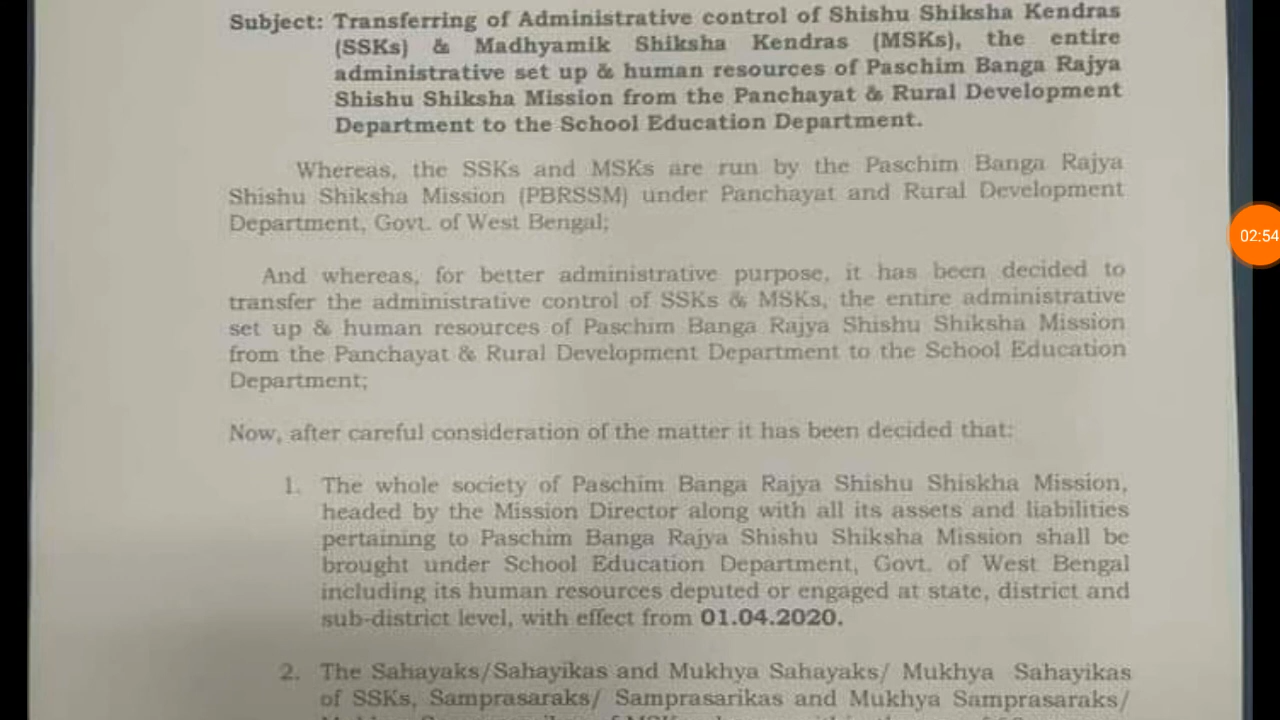 Subject: Transferring of Administrative control of Shishu Shiksha Kendras
(SSKs) & Madhyamik Shiksha Kendras (MSKs), the entire
administrative set up & human resources of Paschim Banga Rajya
Shishu Shiksha Mission from the Panchayat & Rural Development
Department to the School Education Department.
Whereas, the SSKs and MSKs are run by the Paschim Banga Rajya
Shishu Shiksha Mission (PBRSSM) under Panchayat and Rural Development
Department, Govt. of West Bengal;
And whereas, for better administrative purpose, it has been decided to
transfer the administrative control of SSKs & MSKs, the entire administrative
set up & human resources of Paschim Banga Rajya Shishu Shiksha Mission
from the Panchayat & Rural Development Department to the School Education
Department;
Now, after careful consideration of the matter it has been decided that:
1. The whole society of Paschim Banga Rajya Shishu Shiskha Mission,
headed by the Mission Director along with all its assets and liabilities
pertaining to Paschim Banga Rajya Shishu Shiksha Mission shall be
brought under School Education Department, Govt. of West Bengal
including its human resources deputed or engaged at state, district and
sub-district level, with effect from 01.04.2020.
2. The Sahayaks/Sahayikas and Mukhya Sahayaks/ Mukhya Sahayikas
of SSKs, Samprasaraks/ Samprasarikas and Mukhya Samprasaraks/
02:54